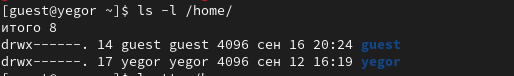 [guest@yegor ~]$ ls -l /home/
итого 8
drwx------. 14 guest guest 4096 сен 16 20:24 guest
drwx------. 17 yegor yegor 4096 сен 12 16:19 yegor